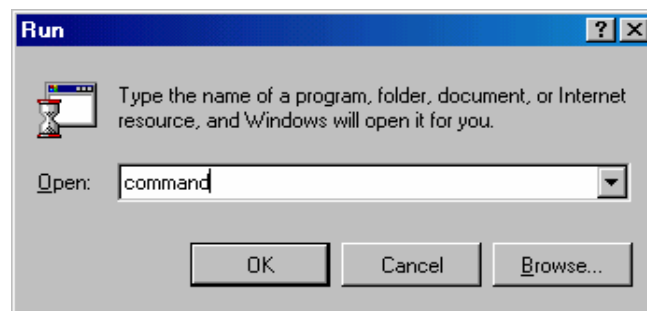 Run
Type the name of a program, folder, document, or Internet
resource, and Windows will open it for you.
Open: command
OK Cancel Browse...